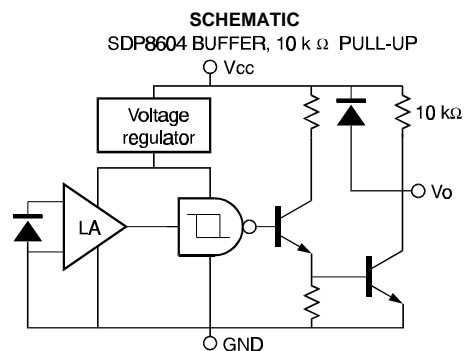 SCHEMATIC
SDP8604 BUFFER, 10 k Ω PULL-UP
Vcc
Voltage
regulator
10 kΩ
Vo
LA
GND